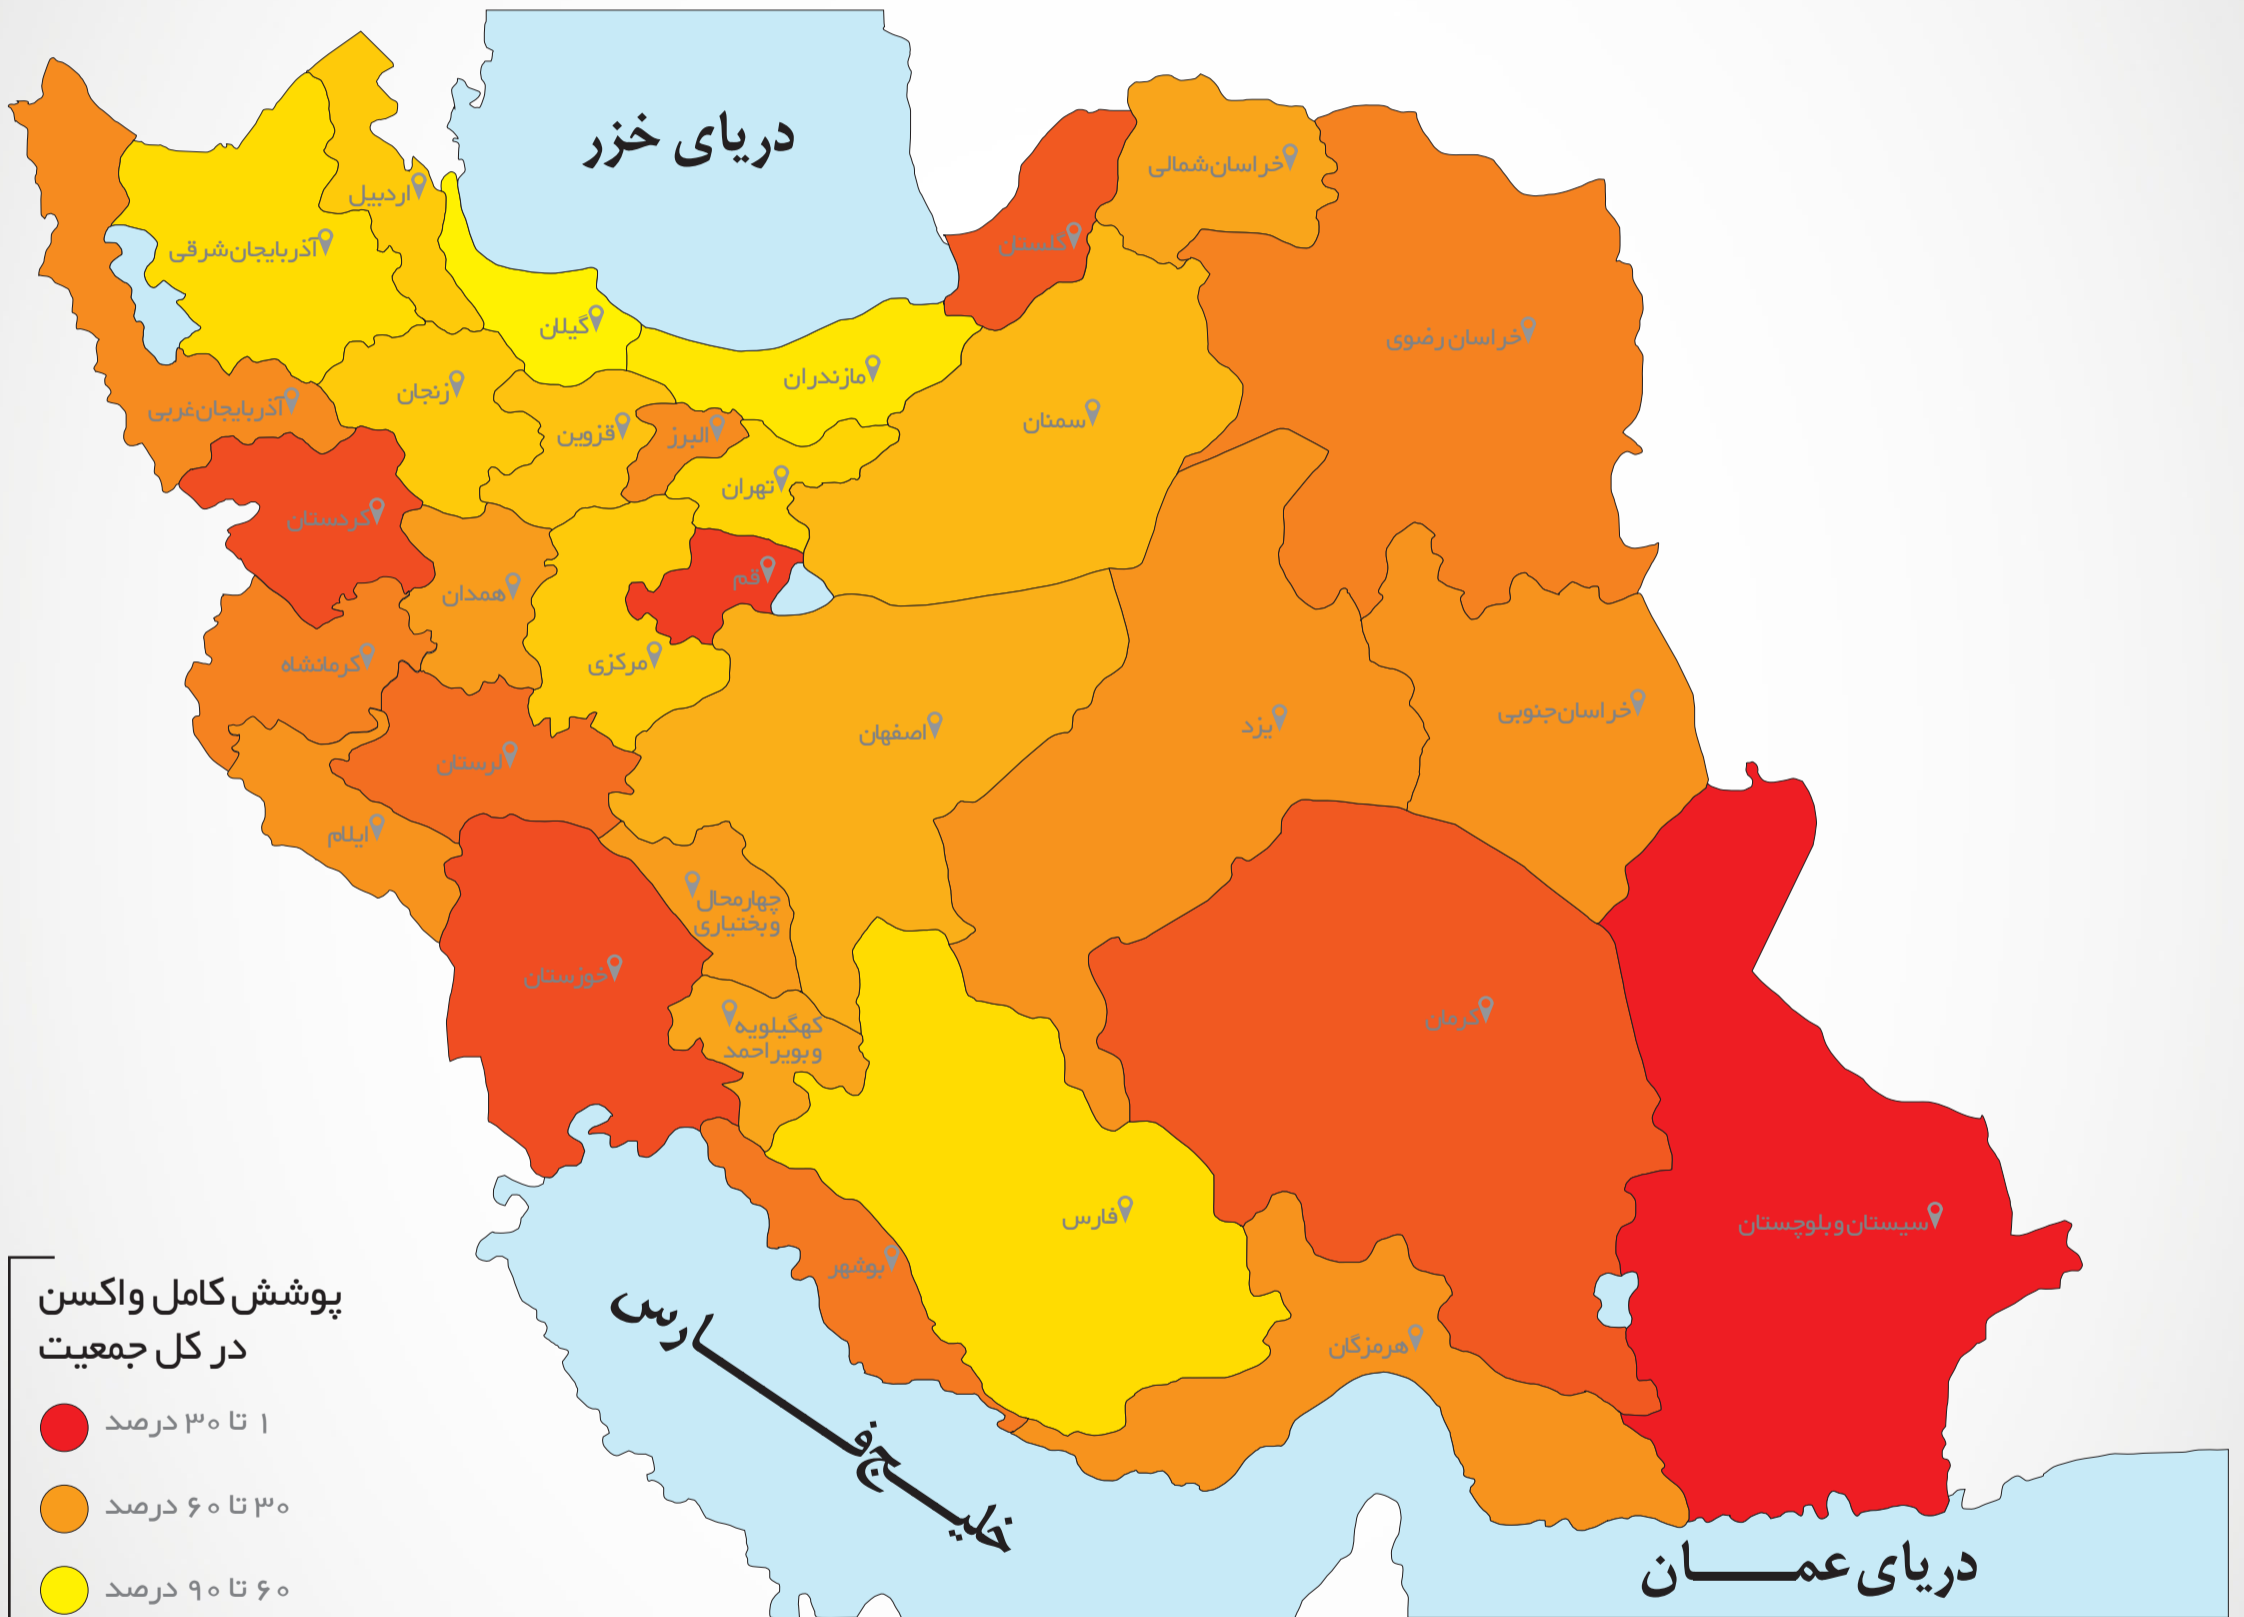 دریای خزر
خراسان شمالی
اردبیل
گلستان
آذربایجان شرقی
گیلان
خراسان رضوی
مازندران
زنجان
آذربایجان غربی
سمنان
قزوین
البرز
تهران
کردستان
قم
همدان
کرمانشاه
مرکزی
خراسان جنوبی
یزد
اصفهان
لرستان
ایلام
چهارمحال
و بختیاری
خوزستان
کهگیلویه
و بویراحمد
کرمان
فارس
سیستان و بلوچستان
بوشهر
هرمزگان
خلیج فارس
دریای عمان
پوشش کامل واکسن
در کل جمعیت
۱ تا ۳۰ درصد
۳۰ تا ۶۰ درصد
۶۰ تا ۹۰ درصد